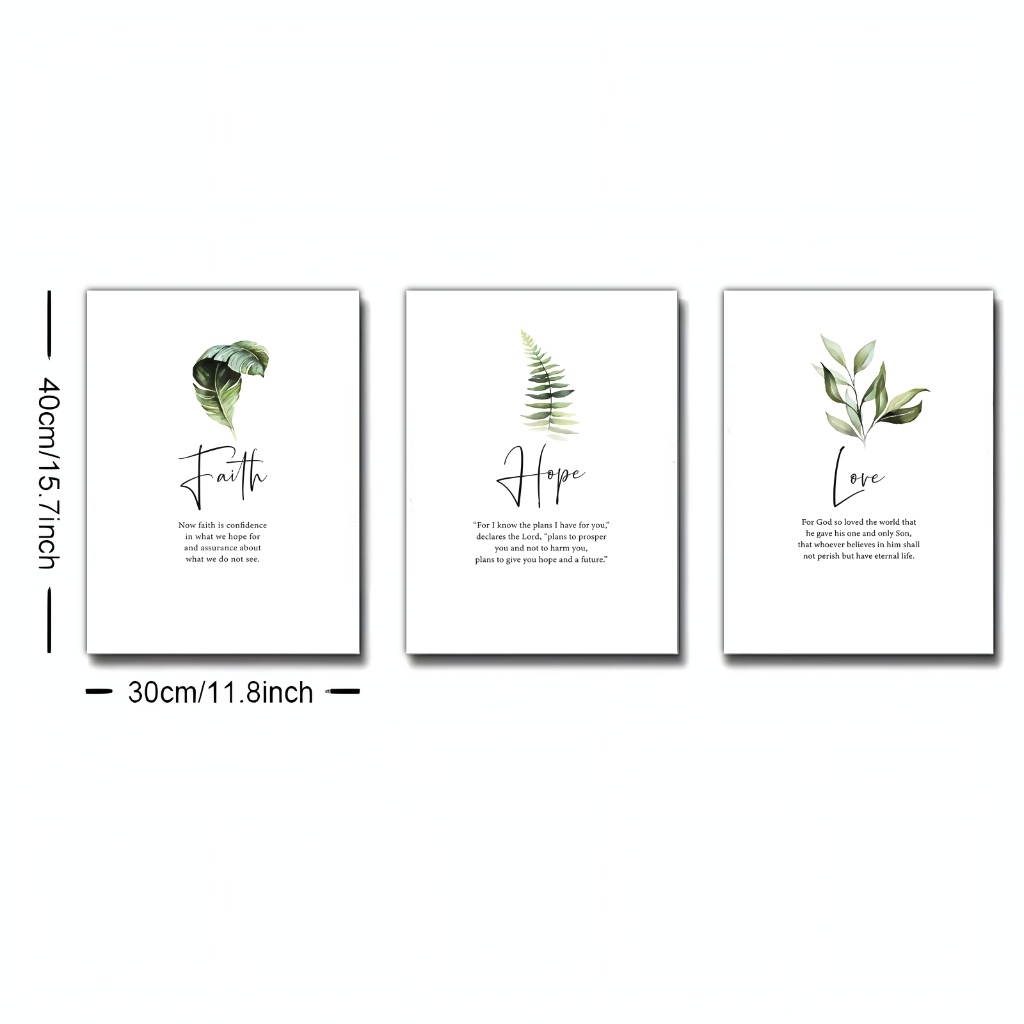 40cm/15.7inch
Faith
Now faith is confidence
in what we hope for
and assurance about
what we do not see.
Hope
“For I know the plans I have for you,”
declares the Lord, “plans to prosper
you and not to harm you,
plans to give you hope and a future.”
Love
For God so loved the world that
he gave his one and only Son,
that whoever believes in him shall
not perish but have eternal life.
30cm/11.8inch